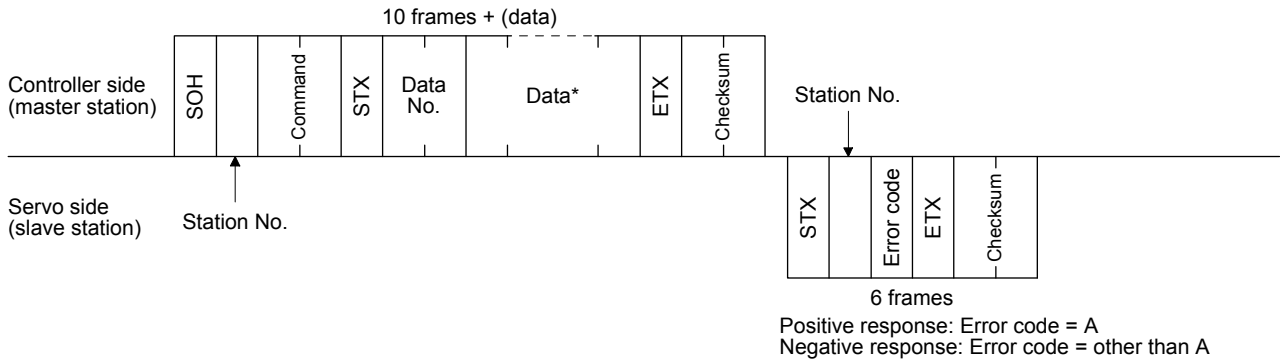 10 frames + (data)
Controller side
(master station)
SOH
Command
STX
Data
No.
Data*
ETX
Checksum
Station No.
Servo side
(slave station)
Station No.
STX
Error code
ETX
Checksum
6 frames
Positive response: Error code = A
Negative response: Error code = other than A